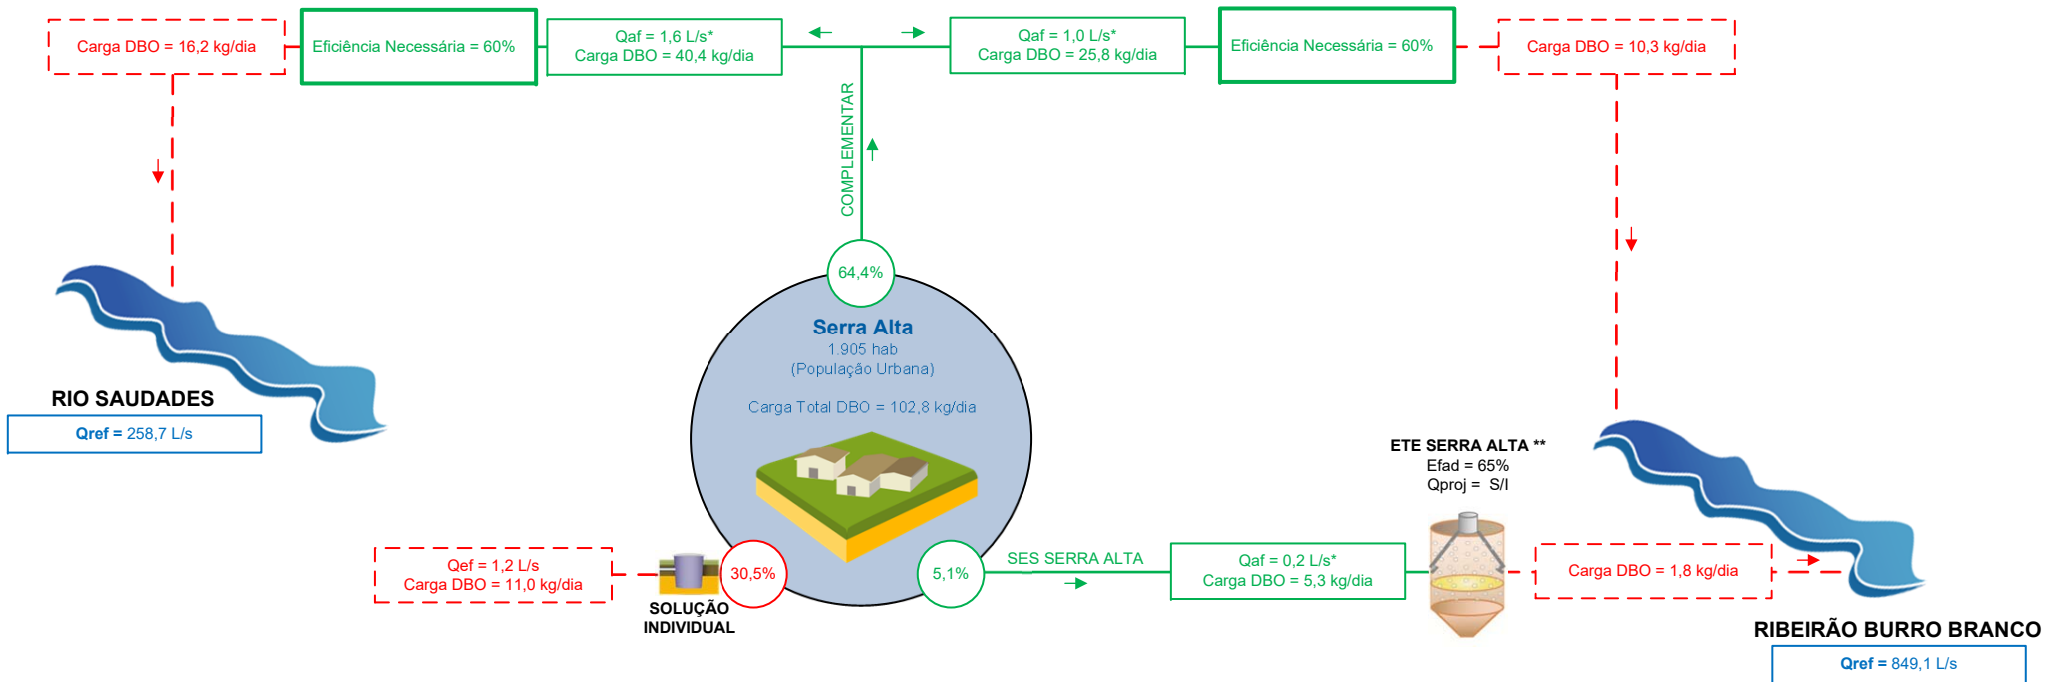 Carga DBO = 16,2 kg/dia
Eficiência Necessária = 60%
Qaf = 1,6 L/s*
Carga DBO = 40,4 kg/dia
Qaf = 1,0 L/s*
Carga DBO = 25,8 kg/dia
Eficiência Necessária = 60%
Carga DBO = 10,3 kg/dia
COMPLEMENTAR
64,4%
Serra Alta
1.905 hab
(População Urbana)
Carga Total DBO = 102,8 kg/dia
RIO SAUDADES
Qref = 258,7 L/s
ETE SERRA ALTA **
Efad = 65%
Qproj = S/I
Qef = 1,2 L/s
Carga DBO = 11,0 kg/dia
SOLUÇÃO
INDIVIDUAL
30,5%
5,1%
SES SERRA ALTA
Qaf = 0,2 L/s*
Carga DBO = 5,3 kg/dia
Carga DBO = 1,8 kg/dia
RIBEIRÃO BURRO BRANCO
Qref = 849,1 L/s